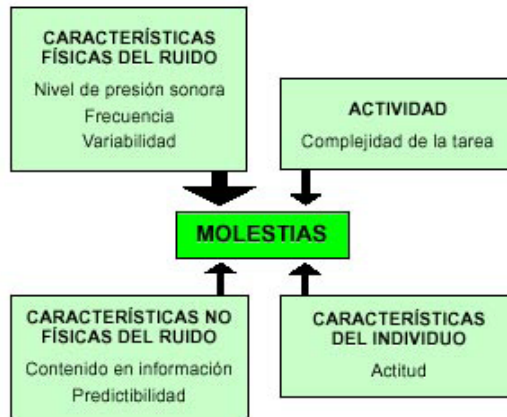 CARACTERÍSTICAS
FÍSICAS DEL RUIDO
Nivel de presión sonora
Frecuencia
Variabilidad
ACTIVIDAD
Complejidad de la tarea
MOLESTIAS
CARACTERÍSTICAS NO
FÍSICAS DEL RUIDO
Contenido en información
Predictibilidad
CARACTERÍSTICAS
DEL INDIVIDUO
Actitud